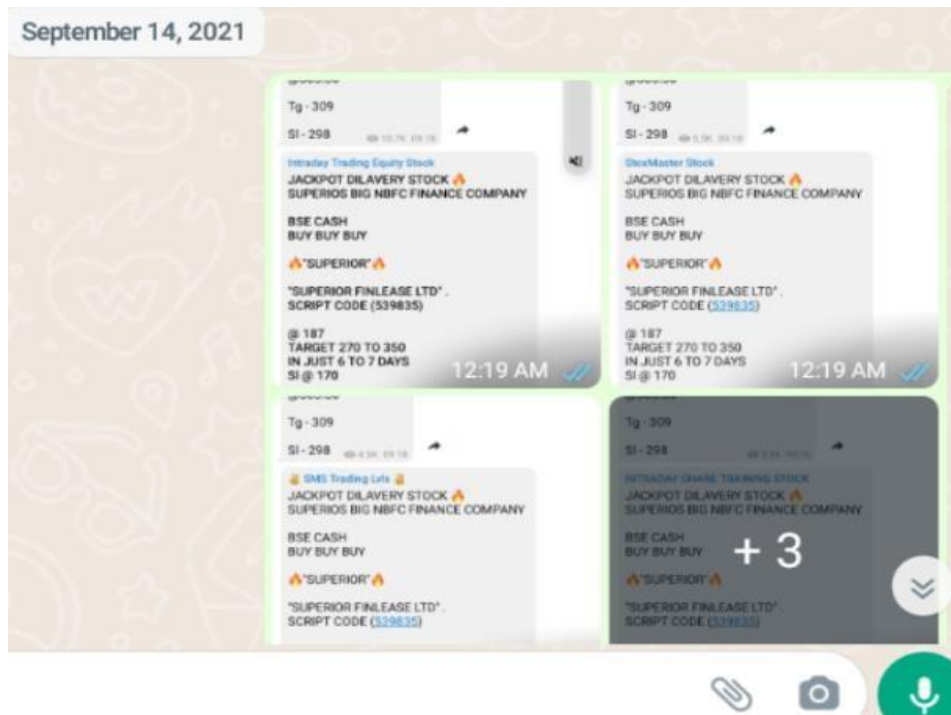 September 14, 2021
Tg - 309
Sl - 298
Intraday Trading Equity Stock
JACKPOT DILAVERY STOCK 🔥
SUPERIOS BIG NBFC FINANCE COMPANY
BSE CASH
BUY BUY BUY
🔥"SUPERIOR"🔥
"SUPERIOR FINLEASE LTD" .
SCRIPT CODE (539835)
@ 187
TARGET 270 TO 350
IN JUST 6 TO 7 DAYS
Sl @ 170
12:19 AM
Tg - 309
Sl - 298
StoxMaster Stock
JACKPOT DILAVERY STOCK 🔥
SUPERIOS BIG NBFC FINANCE COMPANY
BSE CASH
BUY BUY BUY
🔥"SUPERIOR"🔥
"SUPERIOR FINLEASE LTD" .
SCRIPT CODE (539835)
@ 187
TARGET 270 TO 350
IN JUST 6 TO 7 DAYS
Sl @ 170
12:19 AM
Tg - 309
Sl - 298
SMS Trading
JACKPOT DILAVERY STOCK 🔥
SUPERIOS BIG NBFC FINANCE COMPANY
BSE CASH
BUY BUY BUY
🔥"SUPERIOR"🔥
"SUPERIOR FINLEASE LTD" .
SCRIPT CODE (539835)
Tg - 309
Sl - 298
INTRADAY SHARE TRAINING STOCK
JACKPOT DILAVERY STOCK 🔥
SUPERIOS BIG NBFC FINANCE COMPANY
BSE CASH
BUY BUY BUY
+ 3
🔥"SUPERIOR"🔥
"SUPERIOR FINLEASE LTD" .
SCRIPT CODE (539835)